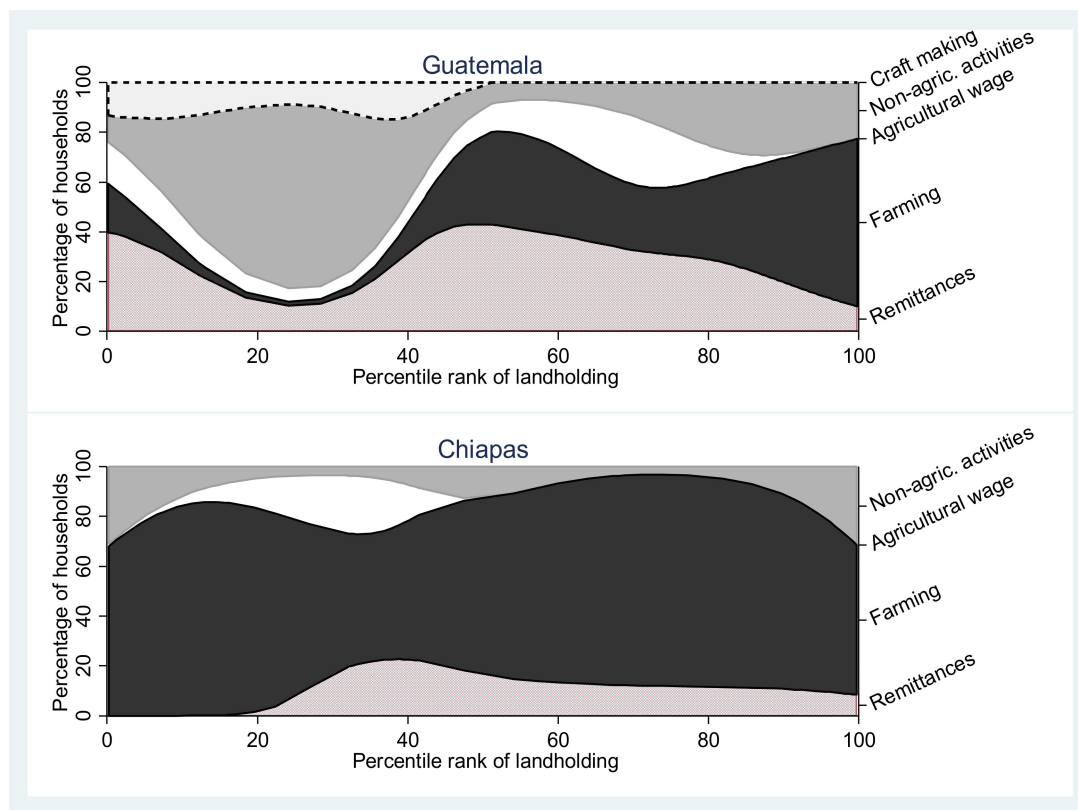 Guatemala
Percentage of households
100
80
60
40
20
0
0 20 40 60 80 100
Percentile rank of landholding
Craft making
Non-agric. activities
Agricultural wage
Farming
Remittances
Chiapas
Percentage of households
100
80
60
40
20
0
0 20 40 60 80 100
Percentile rank of landholding
Non-agric. activities
Agricultural wage
Farming
Remittances